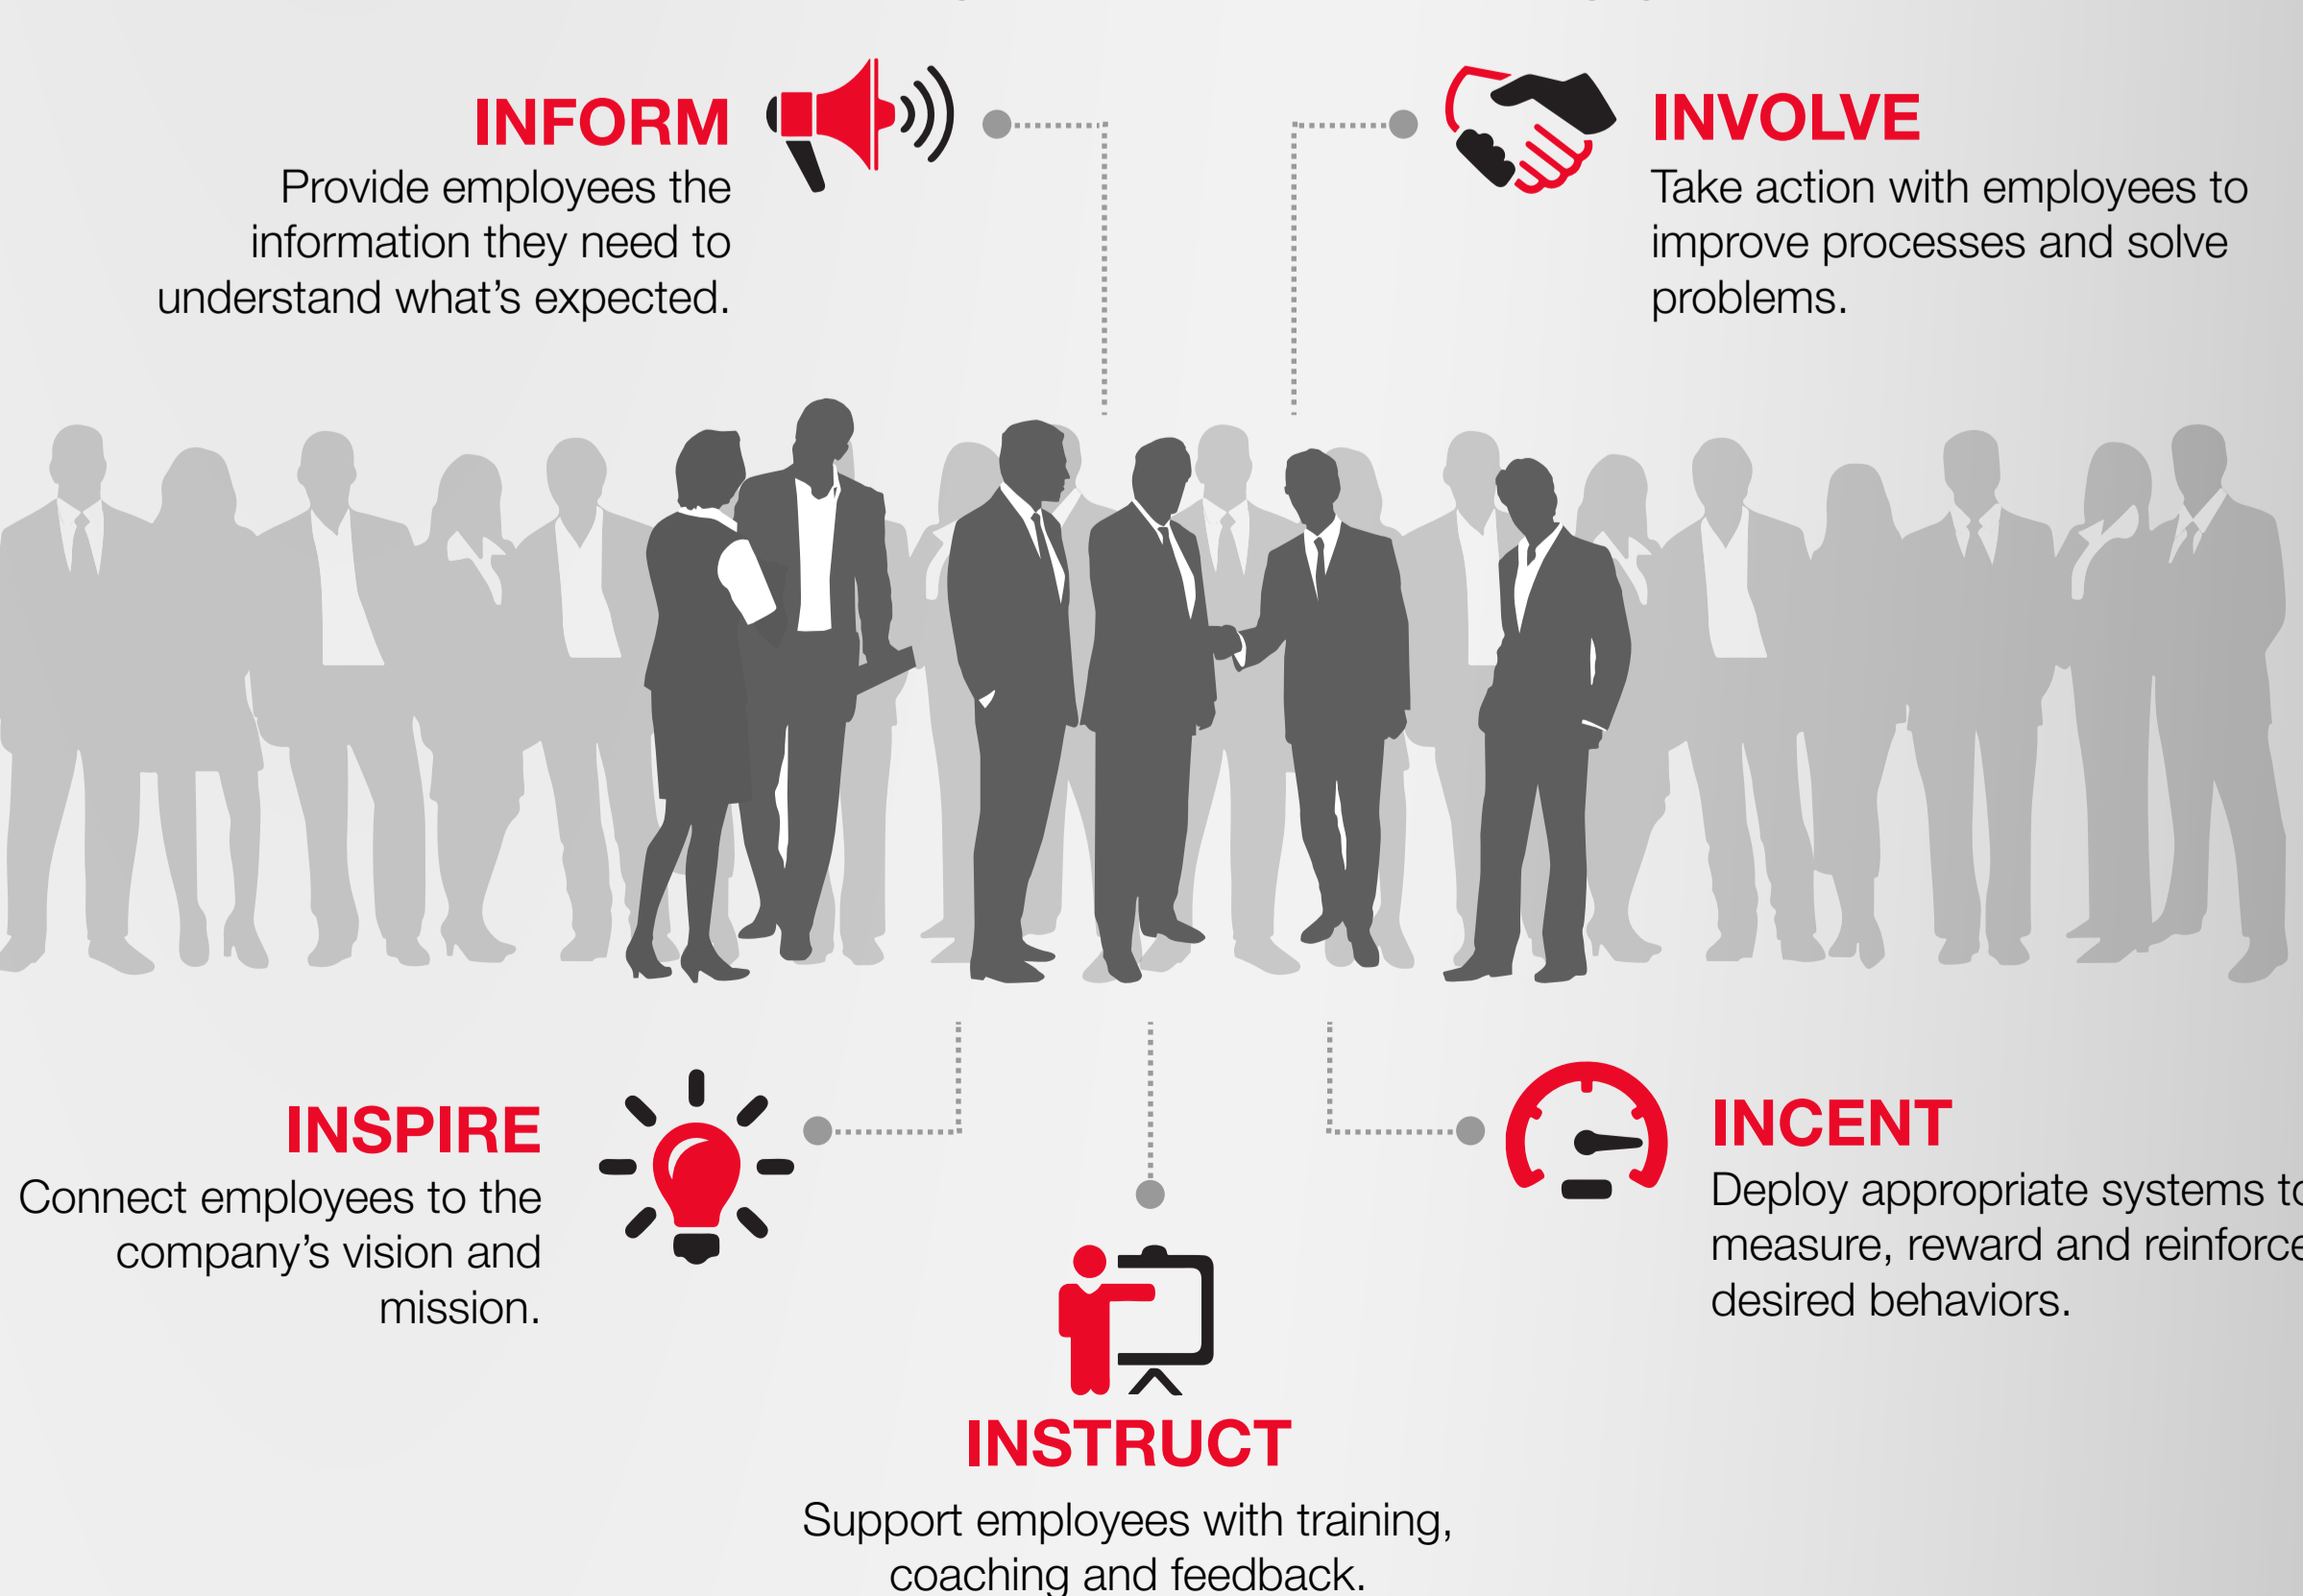 INFORM
Provide employees the
information they need to
understand what's expected.
INVOLVE
Take action with employees to
improve processes and solve
problems.
INSPIRE
Connect employees to the
company's vision and
mission.
INCENT
Deploy appropriate systems to
measure, reward and reinforce
desired behaviors.
INSTRUCT
Support employees with training,
coaching and feedback.